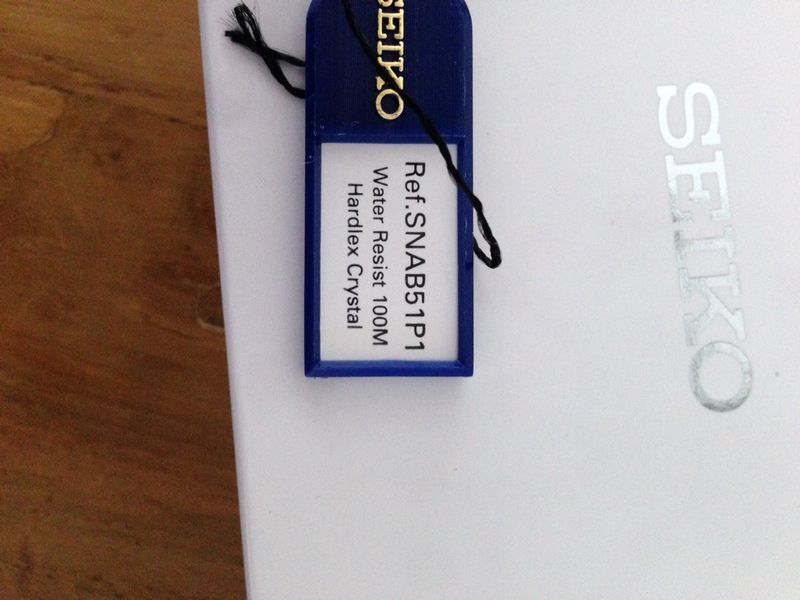 SEIKO
Ref.SNAB51P1
Water Resist 100M
Hardlex Crystal
SEIKO